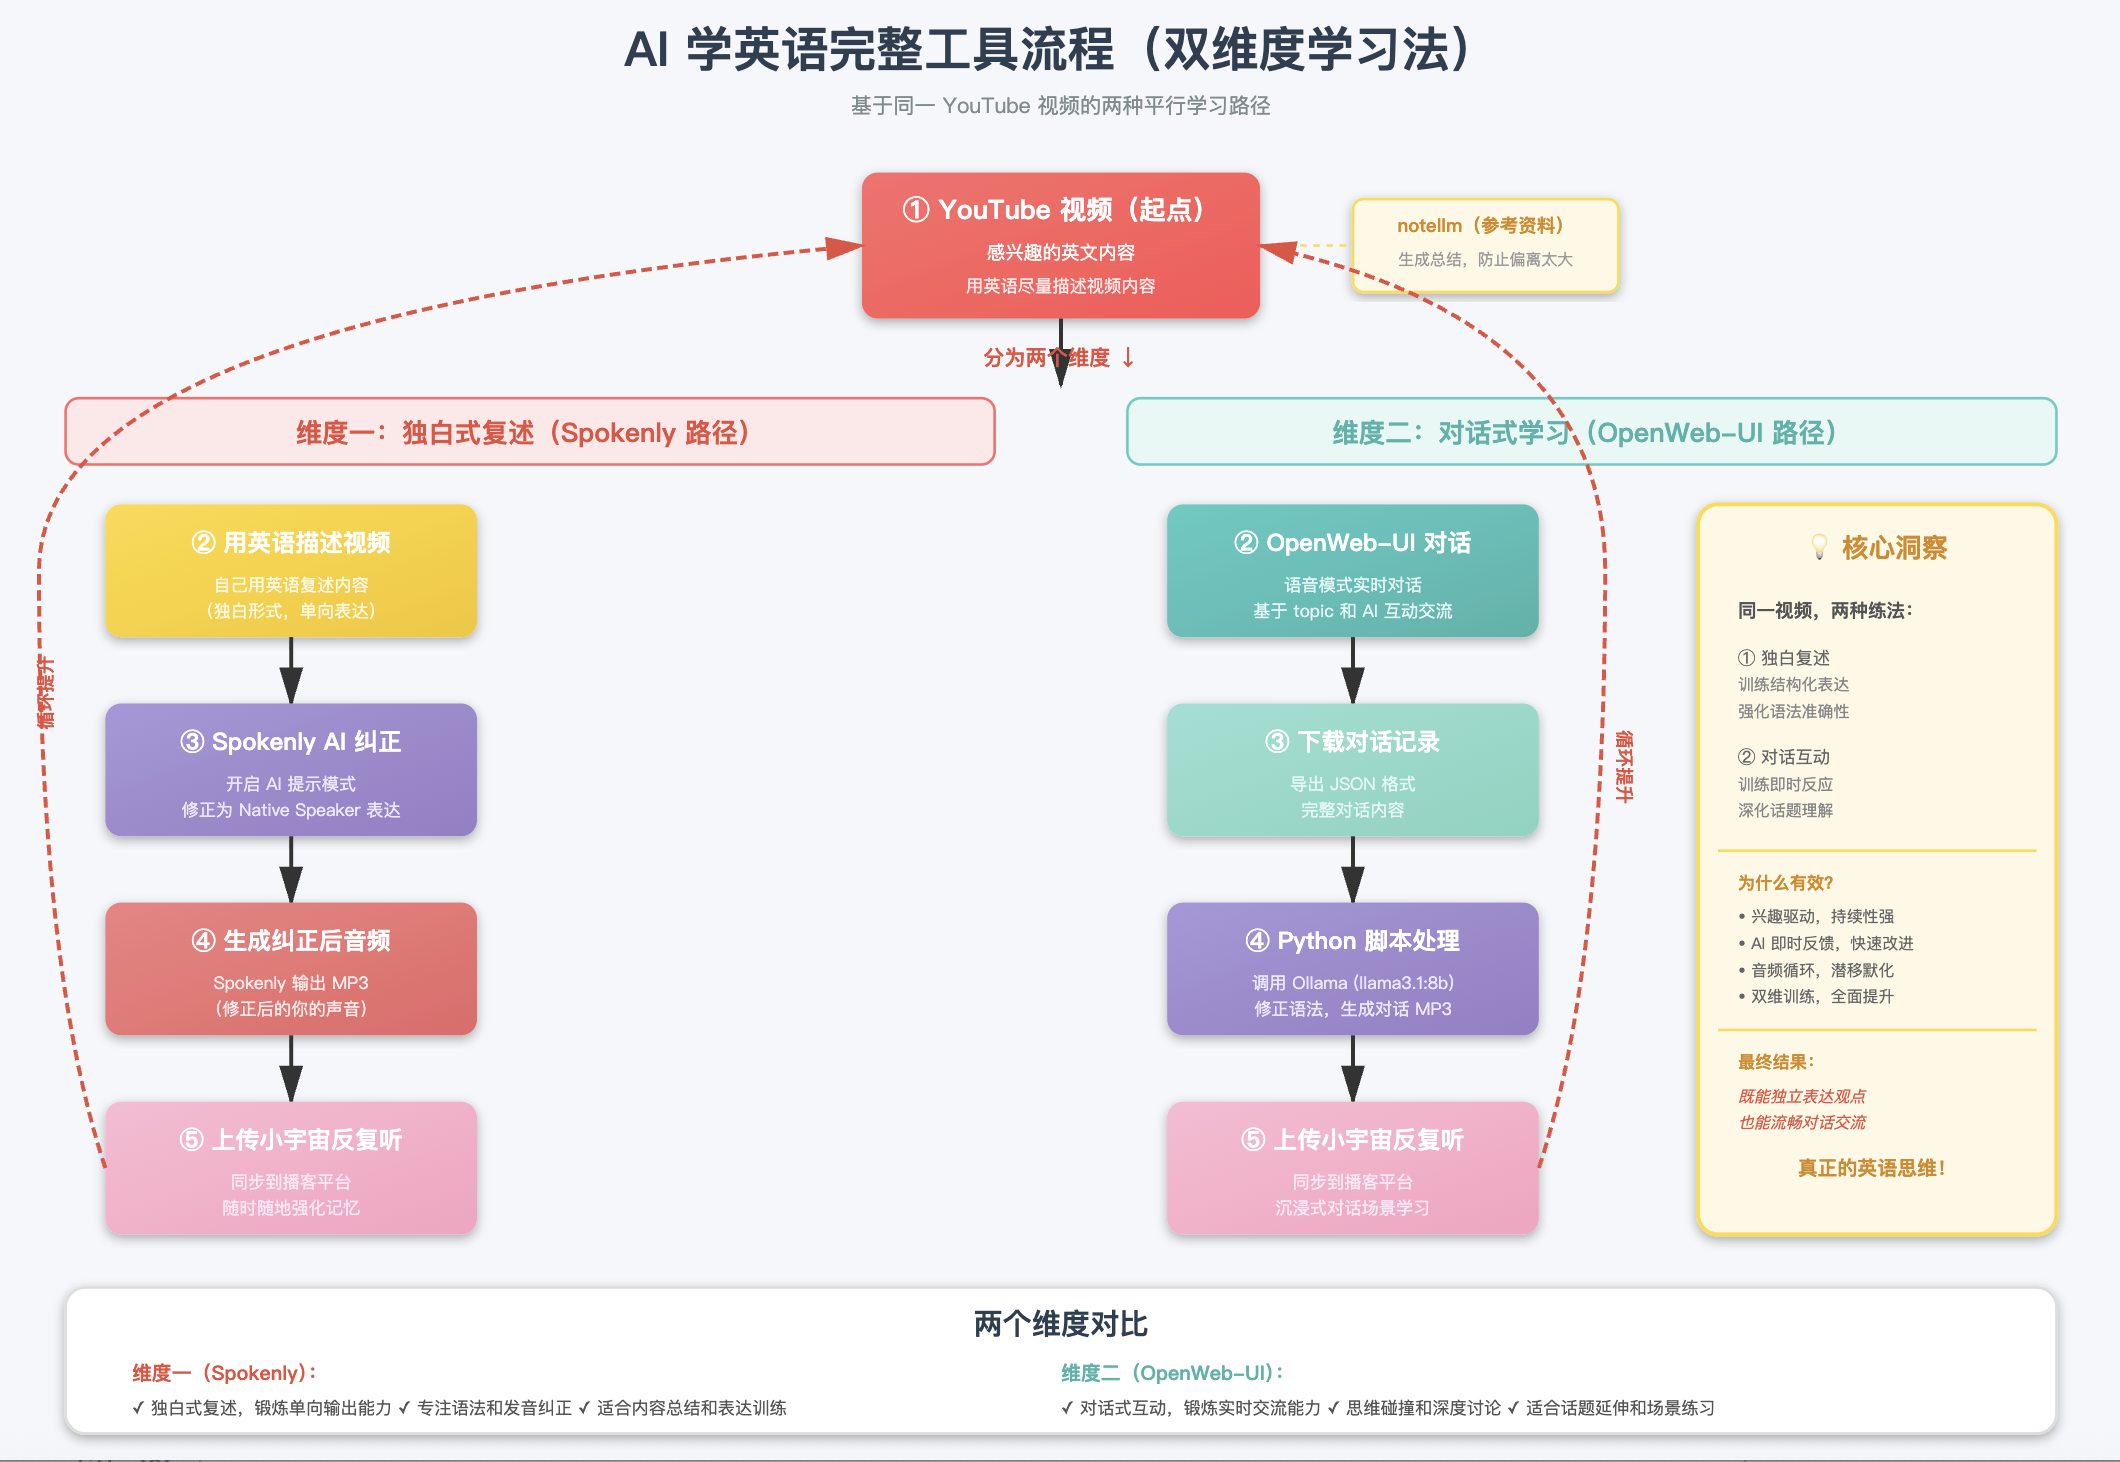 AI 学英语完整工具流程（双维度学习法）
基于同一 YouTube 视频的两种平行学习路径
① YouTube 视频（起点）
感兴趣的英文内容
用英语尽量描述视频内容
notellm（参考资料）
生成总结，防止偏离太大
分为两个维度 ↓
维度一：独白式复述（Spokenly 路径）
维度二：对话式学习（OpenWeb-UI 路径）
② 用英语描述视频
自己用英语复述内容
（独白形式，单向表达）
③ Spokenly AI 纠正
开启 AI 提示模式
修正为 Native Speaker 表达
④ 生成纠正后音频
Spokenly 输出 MP3
（修正后的你的声音）
⑤ 上传小宇宙反复听
同步到播客平台
随时随地强化记忆
循环提升
② OpenWeb-UI 对话
语音模式实时对话
基于 topic 和 AI 互动交流
③ 下载对话记录
导出 JSON 格式
完整对话内容
④ Python 脚本处理
调用 Ollama (llama3.1:8b)
修正语法，生成对话 MP3
⑤ 上传小宇宙反复听
同步到播客平台
沉浸式对话场景学习
循环提升
💡 核心洞察
同一视频，两种练法：
① 独白复述
训练结构化表达
强化语法准确性
② 对话互动
训练即时反应
深化话题理解
为什么有效?
• 兴趣驱动，持续性强
• AI 即时反馈，快速改进
• 音频循环，潜移默化
• 双维训练，全面提升
最终结果：
既能独立表达观点
也能流畅对话交流
真正的英语思维！
两个维度对比
维度一（Spokenly）：
✓ 独白式复述，锻炼单向输出能力 ✓ 专注语法和发音纠正 ✓ 适合内容总结和表达训练
维度二（OpenWeb-UI）：
✓ 对话式互动，锻炼实时交流能力 ✓ 思维碰撞和深度讨论 ✓ 适合话题延伸和场景练习